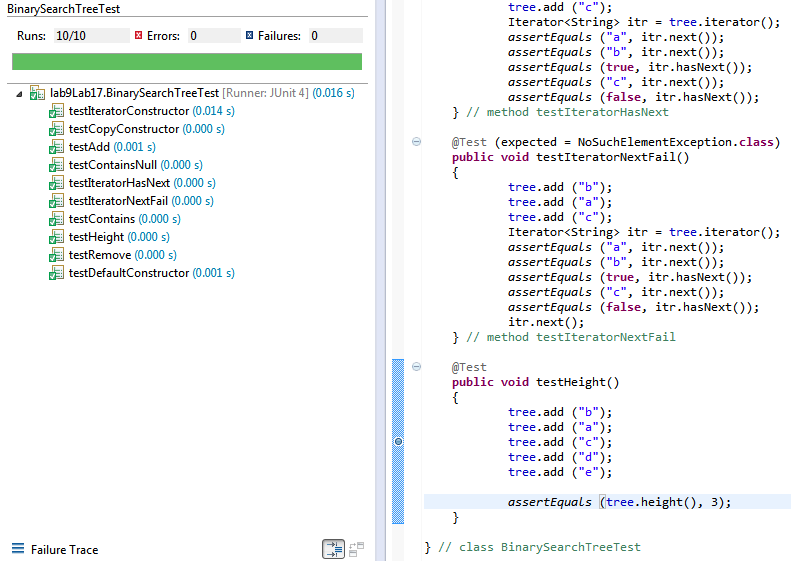 BinarySearchTreeTest
Runs: 10/10 Errors: 0 Failures: 0
lab9Lab17.BinarySearchTreeTest [Runner: JUnit 4] (0.016 s)
testIteratorConstructor (0.014 s)
testCopyConstructor (0.000 s)
testAdd (0.001 s)
testContainsNull (0.000 s)
testIteratorHasNext (0.000 s)
testIteratorNextFail (0.000 s)
testContains (0.000 s)
testHeight (0.000 s)
testRemove (0.000 s)
testDefaultConstructor (0.001 s)
Failure Trace
tree.add ("c");
Iterator<String> itr = tree.iterator();
assertEquals ("a", itr.next());
assertEquals ("b", itr.next());
assertEquals (true, itr.hasNext());
assertEquals ("c", itr.next());
assertEquals (false, itr.hasNext());
} // method testIteratorHasNext
@Test (expected = NoSuchElementException.class)
public void testIteratorNextFail()
{
tree.add ("b");
tree.add ("a");
tree.add ("c");
Iterator<String> itr = tree.iterator();
assertEquals ("a", itr.next());
assertEquals ("b", itr.next());
assertEquals (true, itr.hasNext());
assertEquals ("c", itr.next());
assertEquals (false, itr.hasNext());
itr.next();
} // method testIteratorNextFail
@Test
public void testHeight()
{
tree.add ("b");
tree.add ("a");
tree.add ("c");
tree.add ("d");
tree.add ("e");
assertEquals (tree.height(), 3);
}
} // class BinarySearchTreeTest